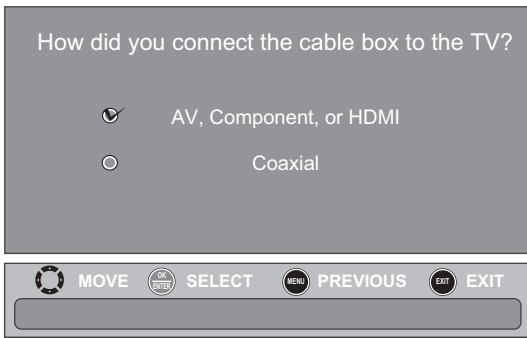 How did you connect the cable box to the TV?
AV, Component, or HDMI
Coaxial
MOVE OK ENTER SELECT MENU PREVIOUS EXIT EXIT